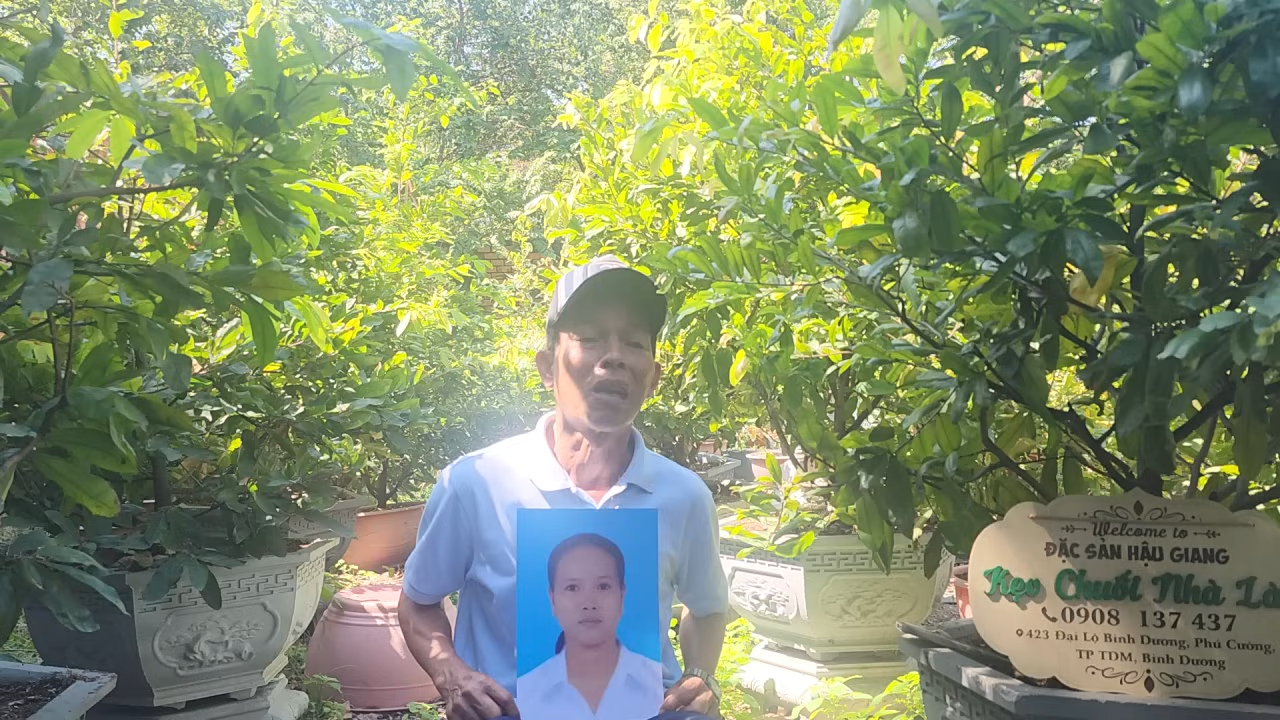 Welcome to
ĐẶC SẢN HẬU GIANG
Kẹo Chuối Nhà Là
0908 137 437
423 Đại Lộ Bình Dương, Phú Cường,
TP TDM, Bình Dương